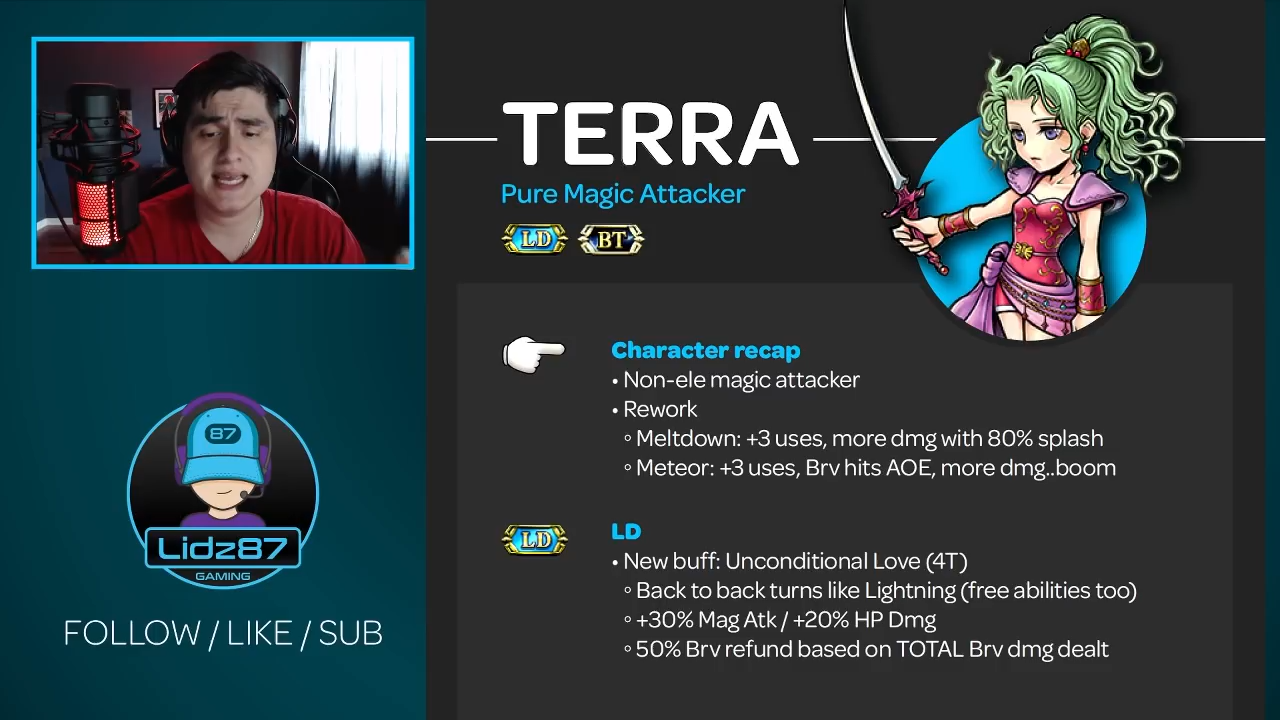 TERRA
Pure Magic Attacker
LD BT
Character recap
• Non-ele magic attacker
• Rework
◦ Meltdown: +3 uses, more dmg with 80% splash
◦ Meteor: +3 uses, Brv hits AOE, more dmg..boom
LD
LD
• New buff: Unconditional Love (4T)
◦ Back to back turns like Lightning (free abilities too)
◦ +30% Mag Atk / +20% HP Dmg
◦ 50% Brv refund based on TOTAL Brv dmg dealt
87
Lidz87
GAMING
FOLLOW / LIKE / SUB